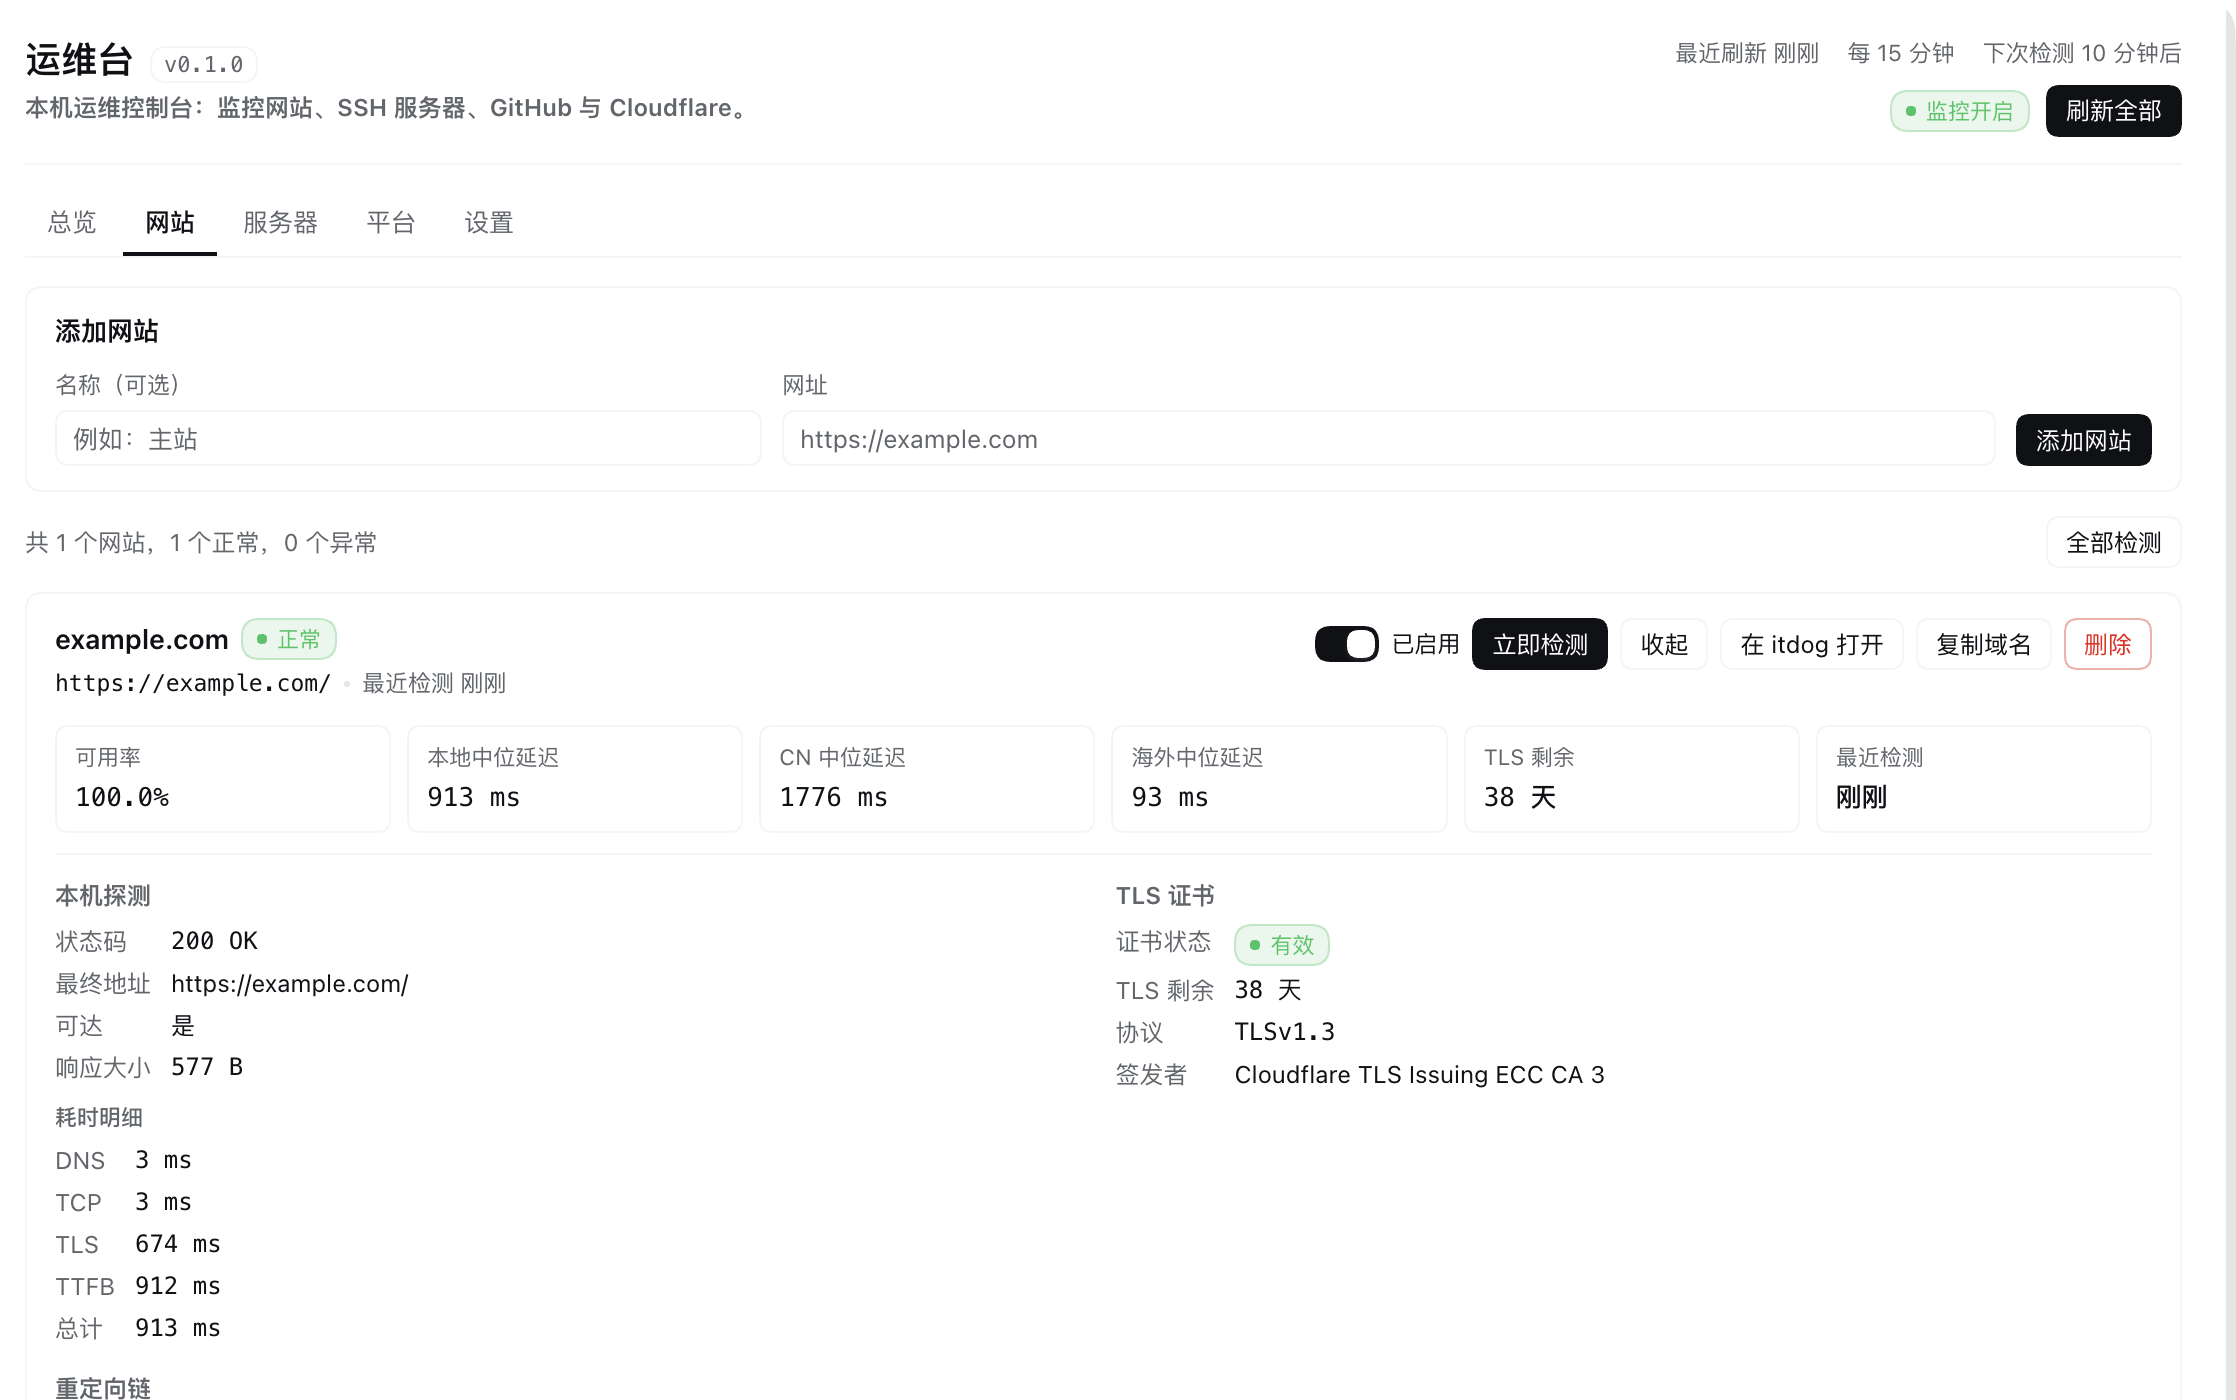 运维台 v0.1.0
最近刷新 刚刚 每 15 分钟 下次检测 10 分钟后
本机运维控制台：监控网站、SSH 服务器、GitHub 与 Cloudflare。
监控开启 刷新全部
总览 网站 服务器 平台 设置
添加网站
名称（可选） 网址
例如：主站 https://example.com 添加网站
共 1 个网站，1 个正常，0 个异常 全部检测
example.com 正常 已启用 立即检测 收起 在 itdog 打开 复制域名 删除
https://example.com/ • 最近检测 刚刚
可用率 本地中位延迟 CN 中位延迟 海外中位延迟 TLS 剩余 最近检测
100.0% 913 ms 1776 ms 93 ms 38 天 刚刚
本机探测
状态码 200 OK
最终地址 https://example.com/
可达 是
响应大小 577 B
耗时明细
DNS 3 ms
TCP 3 ms
TLS 674 ms
TTFB 912 ms
总计 913 ms
重定向链
TLS 证书
证书状态 有效
TLS 剩余 38 天
协议 TLSv1.3
签发者 Cloudflare TLS Issuing ECC CA 3